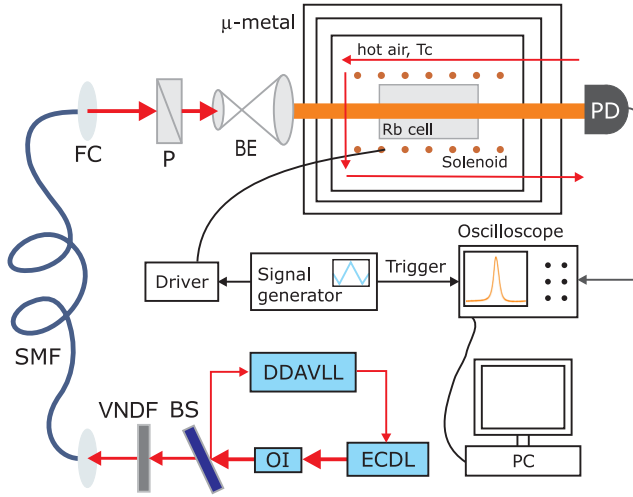 μ-metal
hot air, Tc
Rb cell
Solenoid
PD
FC
P
BE
Oscilloscope
Driver
Signal
generator
Trigger
SMF
DDAVLL
VNDF
BS
OI
ECDL
PC